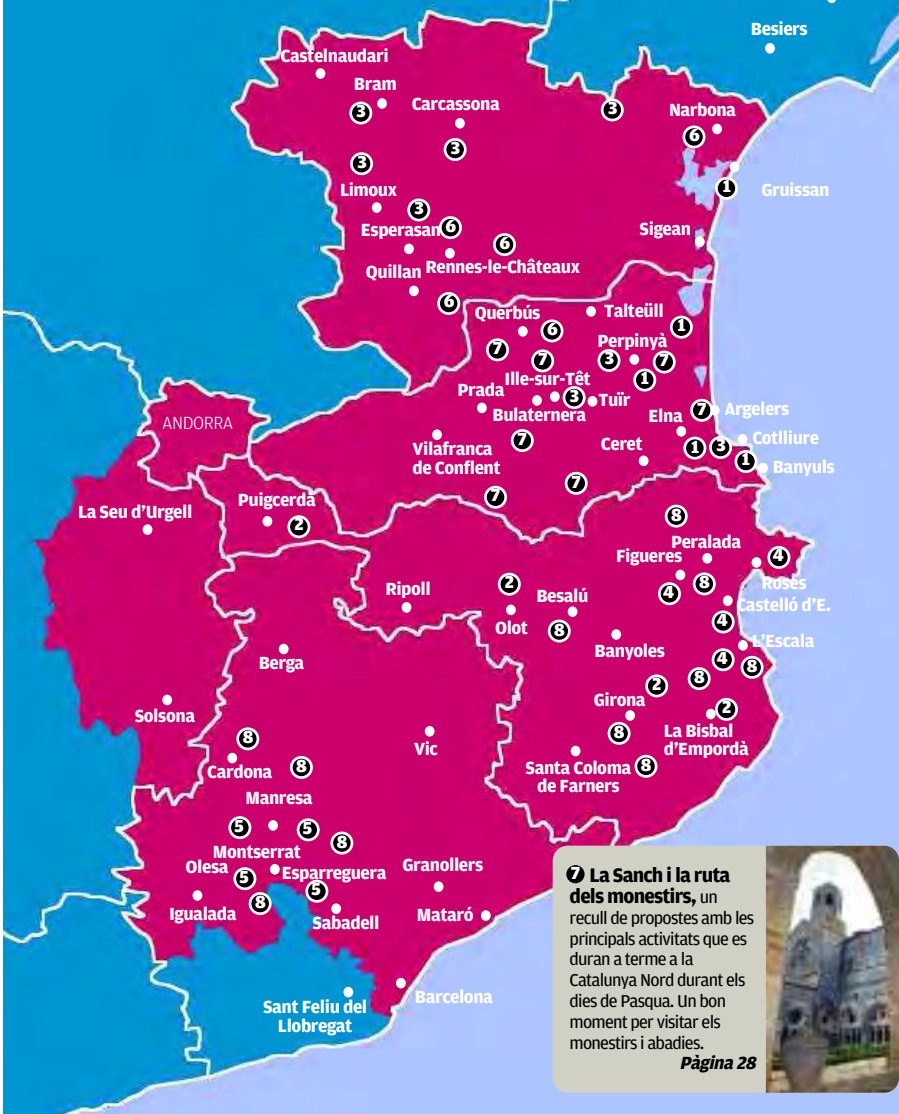 Besiers
Castelnaudari
Bram
Carcassona
3
3
Narbona
6
3
3
1
Gruissan
Limoux
3
Esperasan
6
Sigean
6
Rennes-le-Châteaux
Quillan
6
Querbús
Talteüll
6
1
7
Perpinyà
7
3
7
Ille-sur-Têt
1
Prada
3
Tuïr
Bulaternera
7
Argelers
ANDORRA
Elna
Vilafranca
de Conflent
7
Ceret
1
3
Cotlliure
1
Banyuls
7
7
Puigcerdà
2
La Seu d'Urgell
8
Peralada
Figueres
4
Roses
2
Ripoll
Besalú
4
8
Castelló d'E.
Olot
8
4
Banyoles
L'Escala
Berga
4
8
8
Girona
2
2
Solsona
8
La Bisbal
d'Empordà
Vic
8
Cardona
8
Santa Coloma
de Farners
8
Manresa
5
5
8
Montserrat
Olesa
5
Esparreguera
Granollers
5
8
Igualada
Sabadell
Mataró
Barcelona
Sant Feliu del
Llobregat
7 La Sanch i la ruta
dels monestirs, un
recull de propostes amb les
principals activitats que es
duran a terme a la
Catalunya Nord durant els
dies de Pasqua. Un bon
moment per visitar els
monestirs i abadies.
Pàgina 28